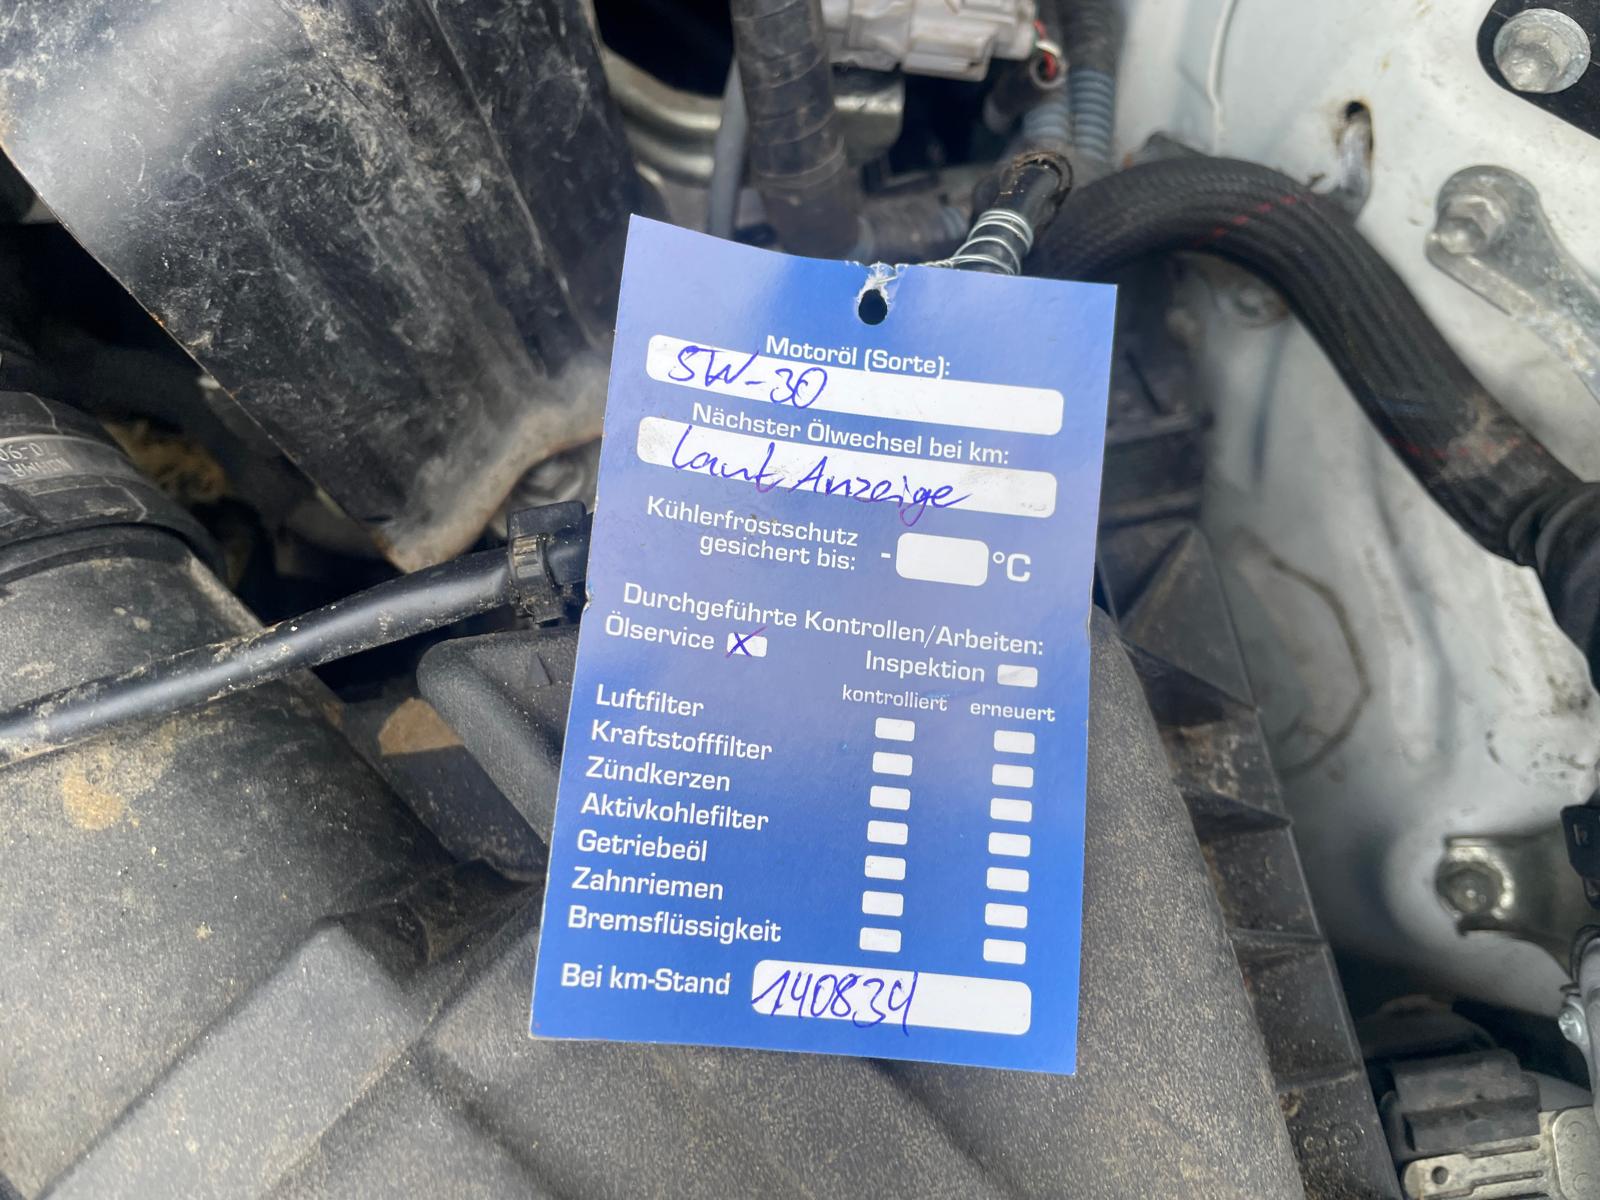 Motoröl (Sorte):
5W-30
Nächster Ölwechsel bei km:
laut Anzeige
Kühlerfrostschutz
gesichert bis: - °C
Durchgeführte Kontrollen/Arbeiten:
Ölservice X Inspektion
kontrolliert erneuert
Luftfilter
Kraftstofffilter
Zündkerzen
Aktivkohlefilter
Getriebeöl
Zahnriemen
Bremsflüssigkeit
Bei km-Stand 140834